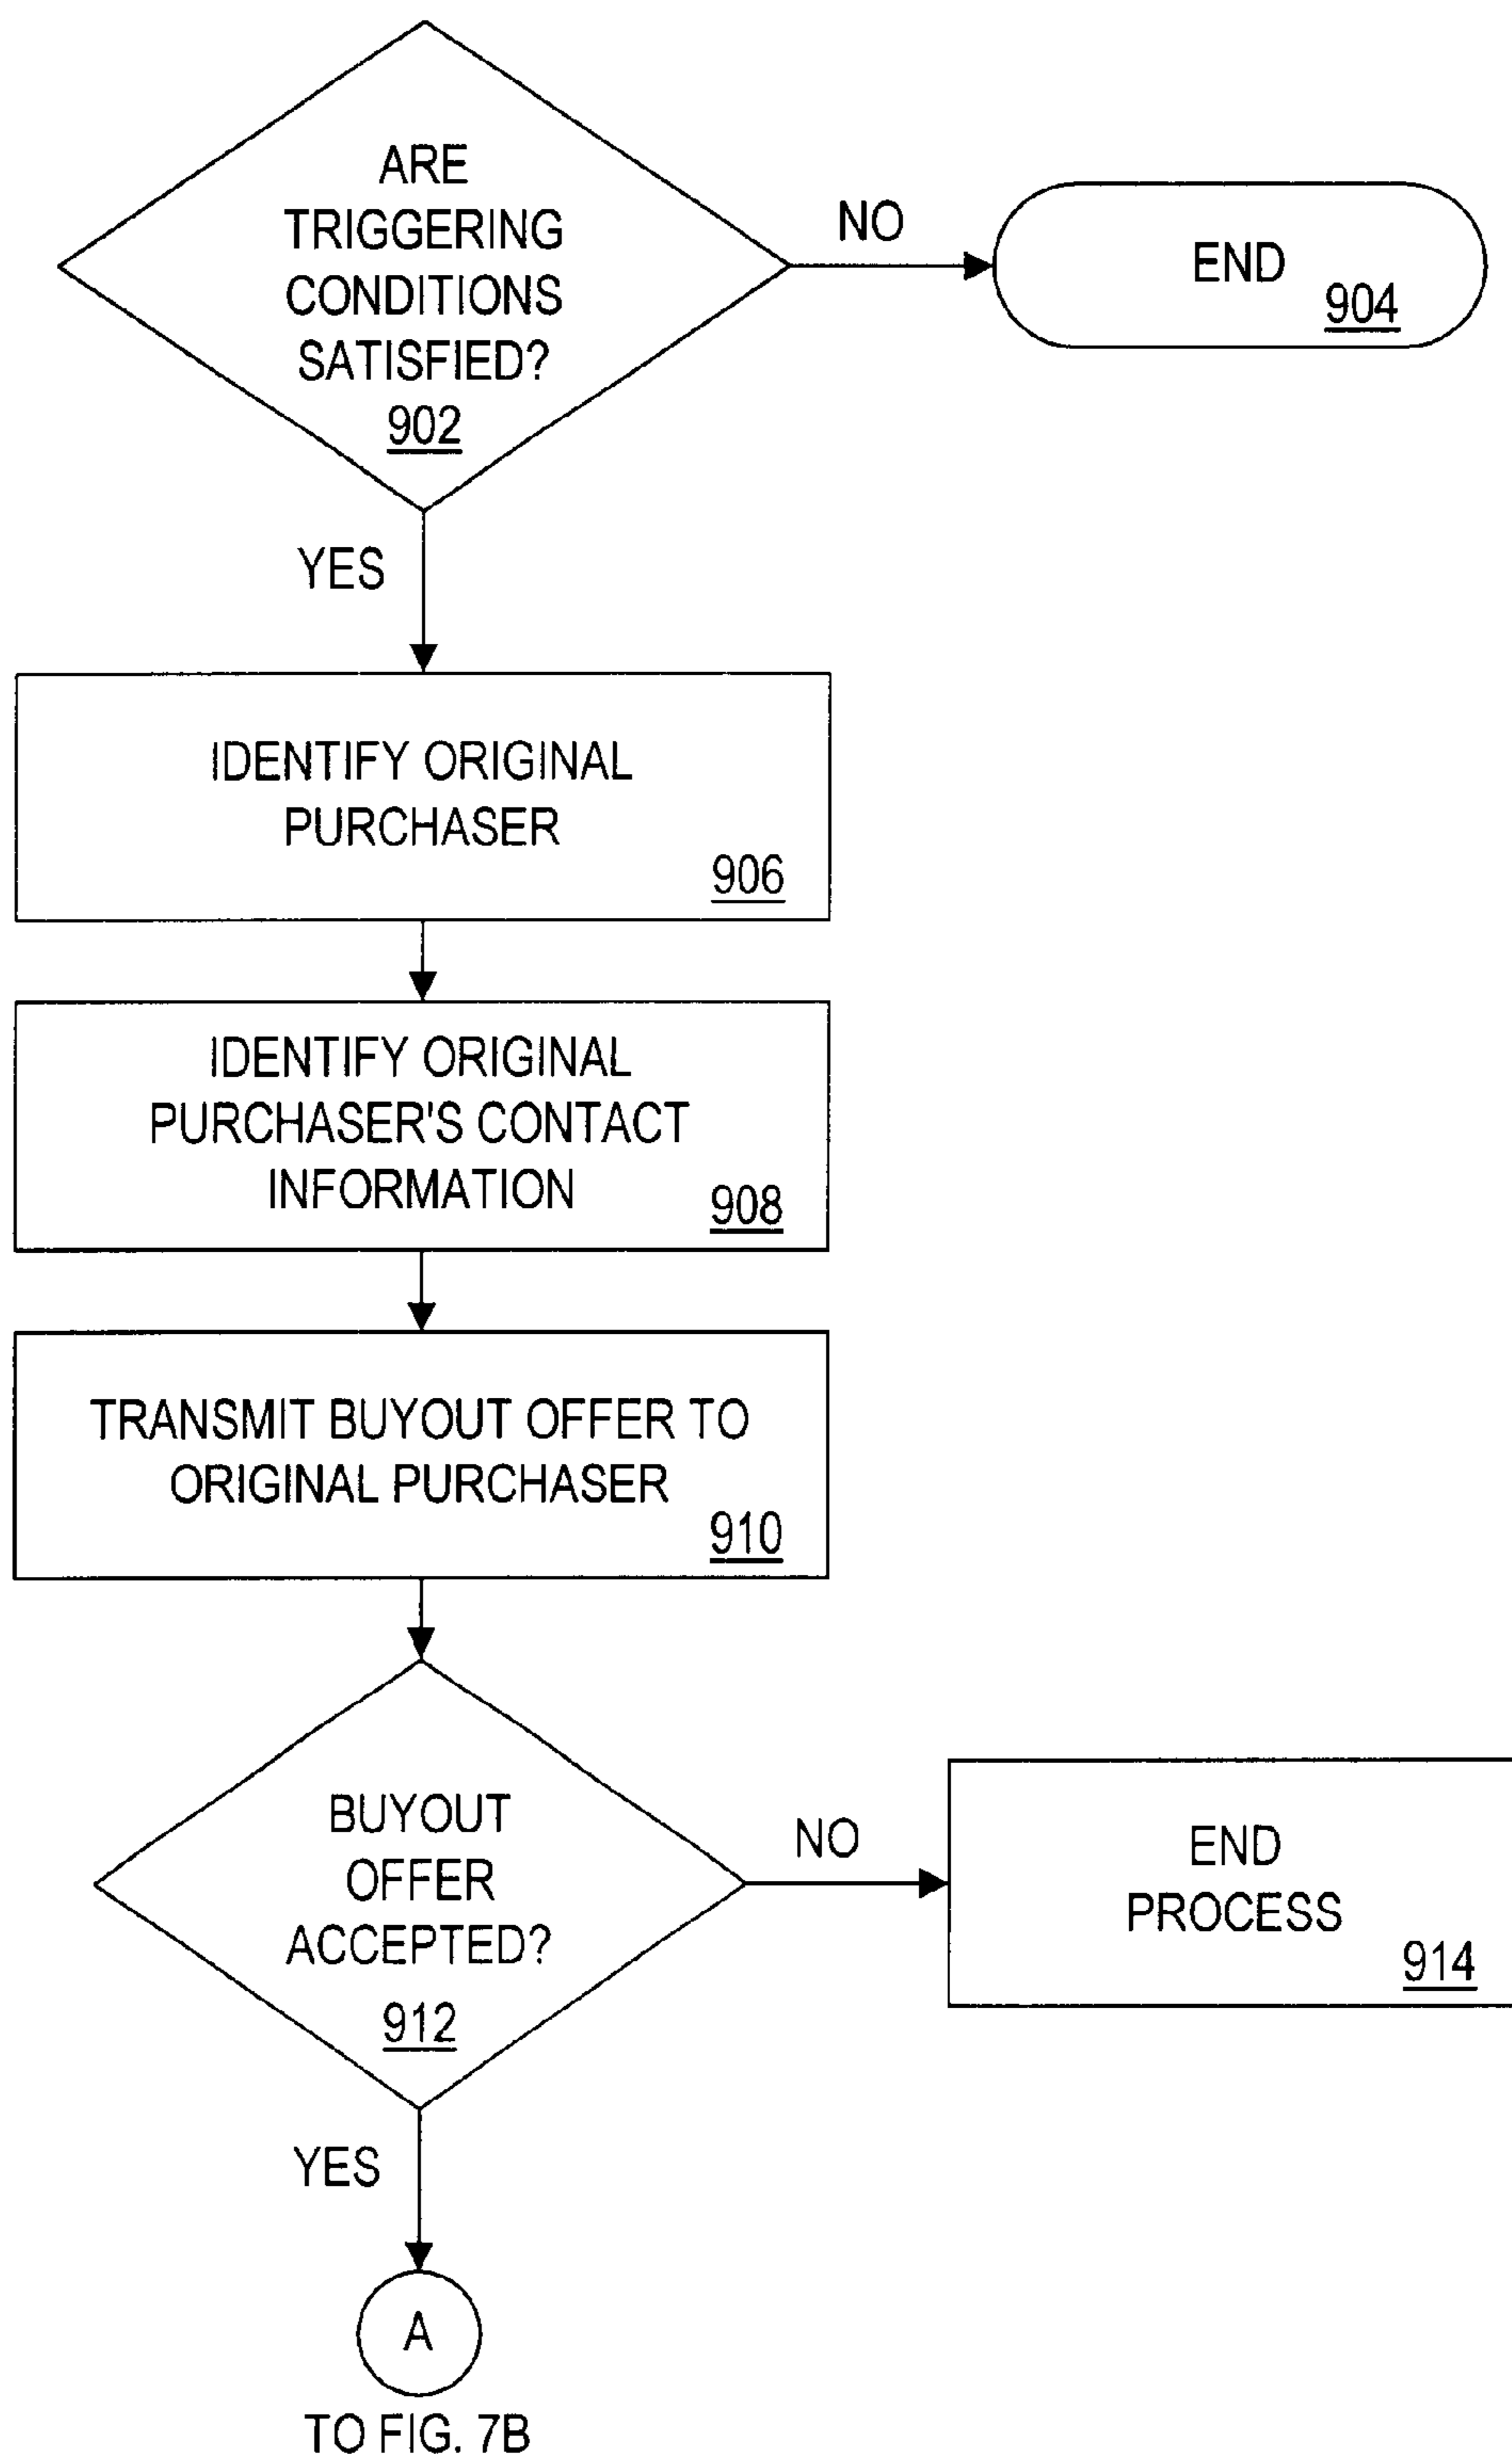 ARE
TRIGGERING
CONDITIONS
SATISFIED?
902
NO
END
904
YES
IDENTIFY ORIGINAL
PURCHASER
906
IDENTIFY ORIGINAL
PURCHASER'S CONTACT
INFORMATION
908
TRANSMIT BUYOUT OFFER TO
ORIGINAL PURCHASER
910
BUYOUT
OFFER
ACCEPTED?
912
NO
END
PROCESS
914
YES
A
TO FIG. 7B